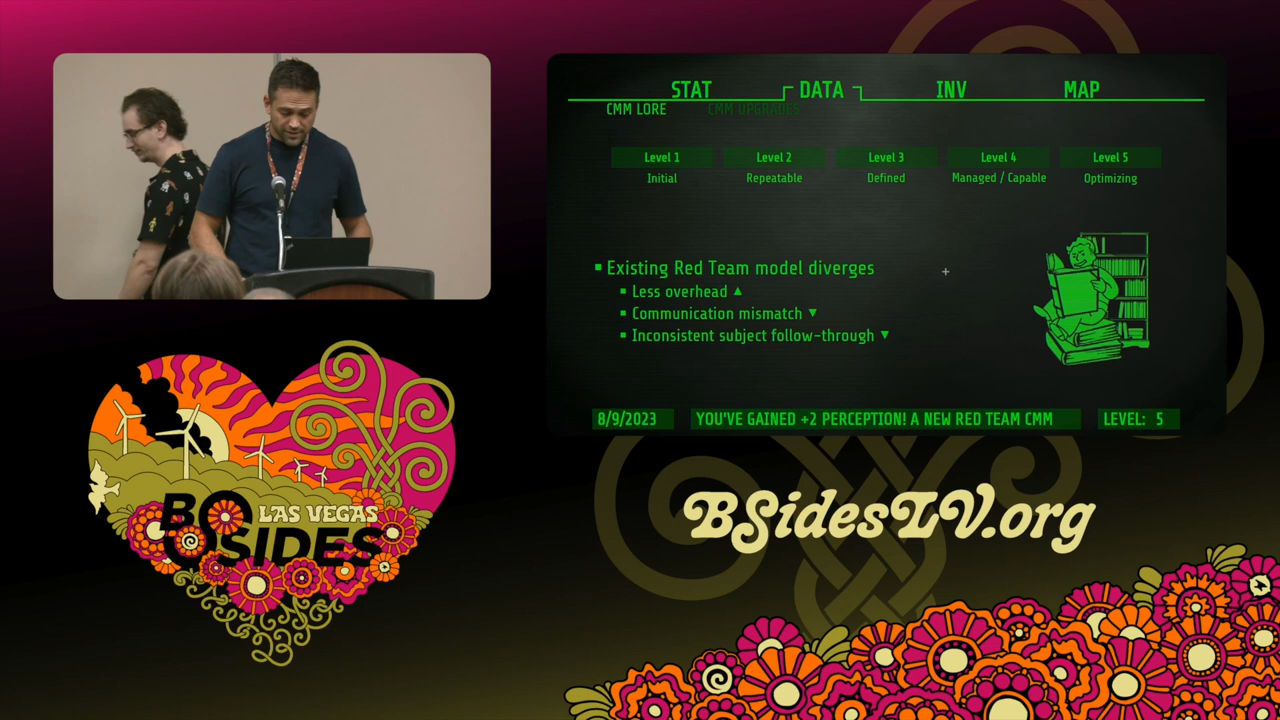 STAT DATA INV MAP
CMM LORE CMM UPGRADES
Level 1 Level 2 Level 3 Level 4 Level 5
Initial Repeatable Defined Managed / Capable Optimizing
Existing Red Team model diverges
Less overhead ▲
Communication mismatch ▼
Inconsistent subject follow-through ▼
8/9/2023 YOU'VE GAINED +2 PERCEPTION! A NEW RED TEAM CMM LEVEL: 5
LAS VEGAS
BSIDES
23
BSidesLV.org